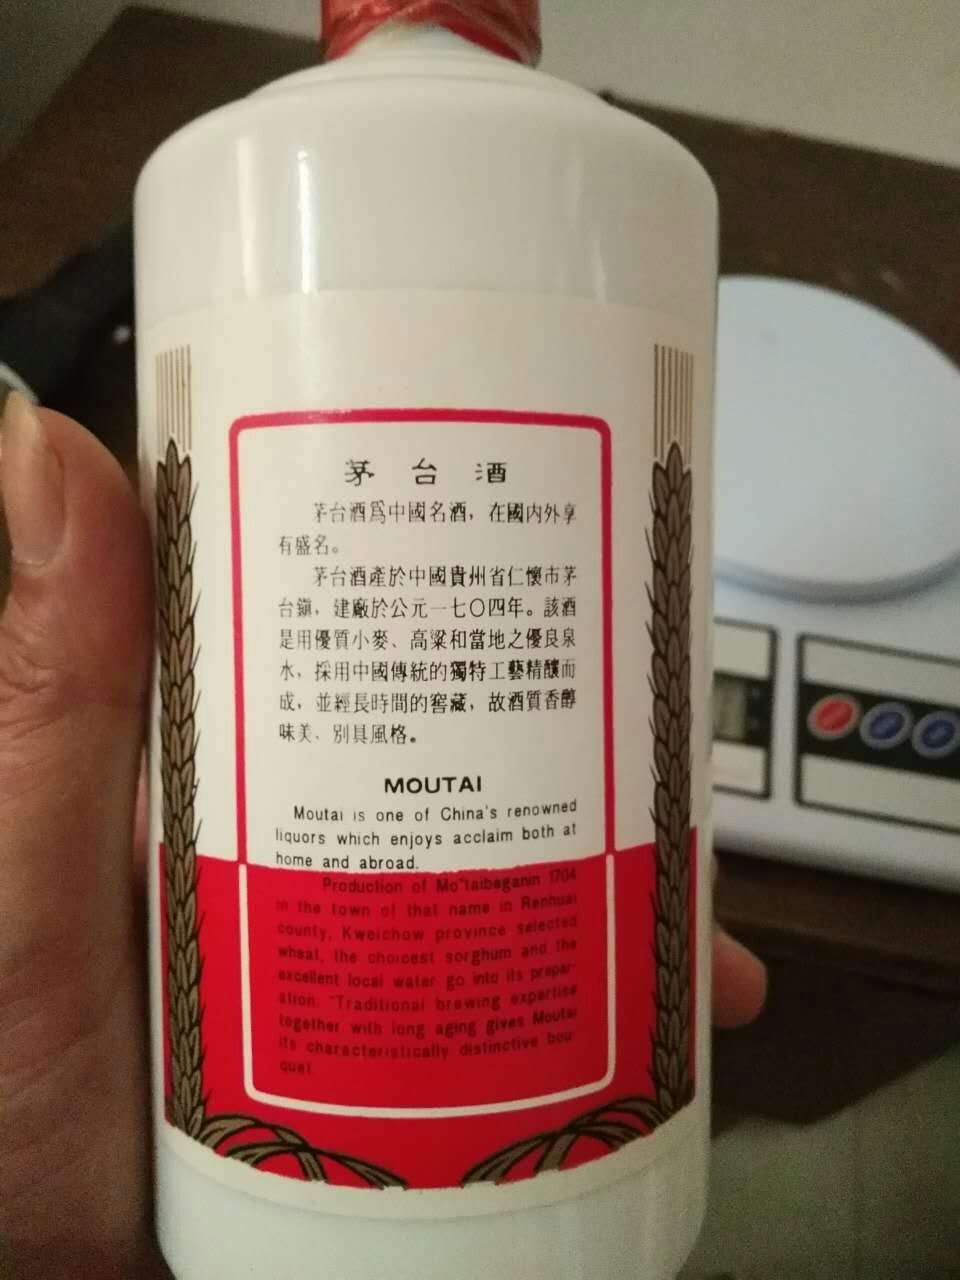 茅台酒
茅台酒爲中國名酒，在國内外享
有盛名。
茅台酒產於中國貴州省仁懷市茅
台鎭，建廠於公元一七〇四年。該酒
是用優質小麥、高粱和當地之優良泉
水，採用中國傳統的獨特工藝精釀而
成，並經長時間的窖藏，故酒質香醇
味美、別具風格。
MOUTAI
Moutai is one of China's renowned
liquors which enjoys acclaim both at
home and abroad.
Production of Mo"taibeganin 1704
in the town of that name in Renhuai
county, Kweichow province selected
wheat, the choicest sorghum and the
excellent local water go into its prepar-
ation. "Traditional brewing expertise
together with long aging gives Moutai
its characteristically distinctive bou-
quet